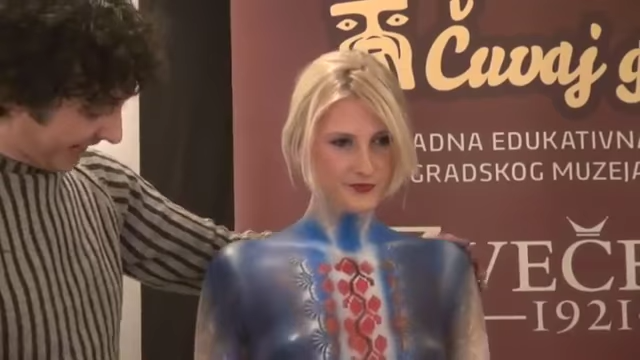 Čuvaj g
ADNA EDUKATIVNA
GRADSKOG MUZEJA
VEČE
1921